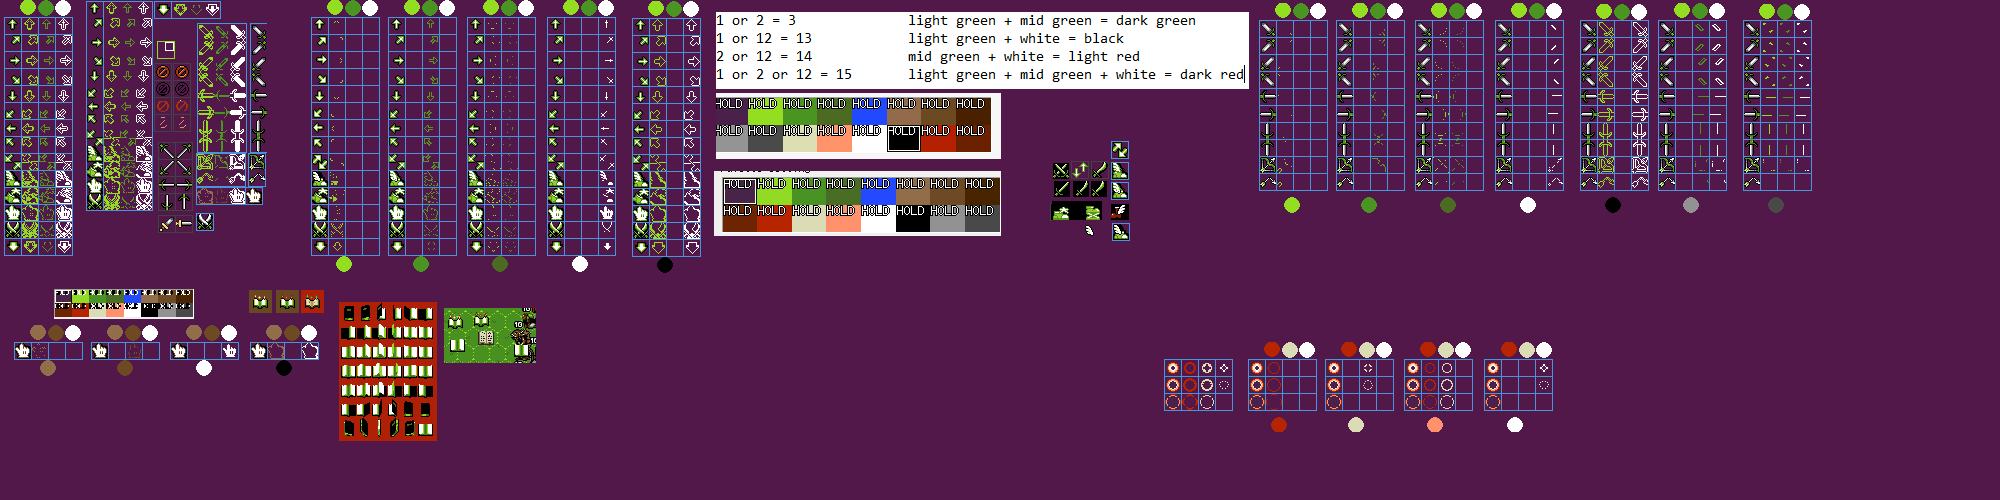 1 or 2 = 3 light green + mid green = dark green
1 or 12 = 13 light green + white = black
2 or 12 = 14 mid green + white = light red
1 or 2 or 12 = 15 light green + mid green + white = dark red
HOLD HOLD HOLD HOLD HOLD HOLD HOLD HOLD
HOLD HOLD HOLD HOLD HOLD HOLD HOLD HOLD
HOLD HOLD HOLD HOLD HOLD HOLD HOLD HOLD
HOLD HOLD HOLD HOLD HOLD HOLD HOLD HOLD
10
10